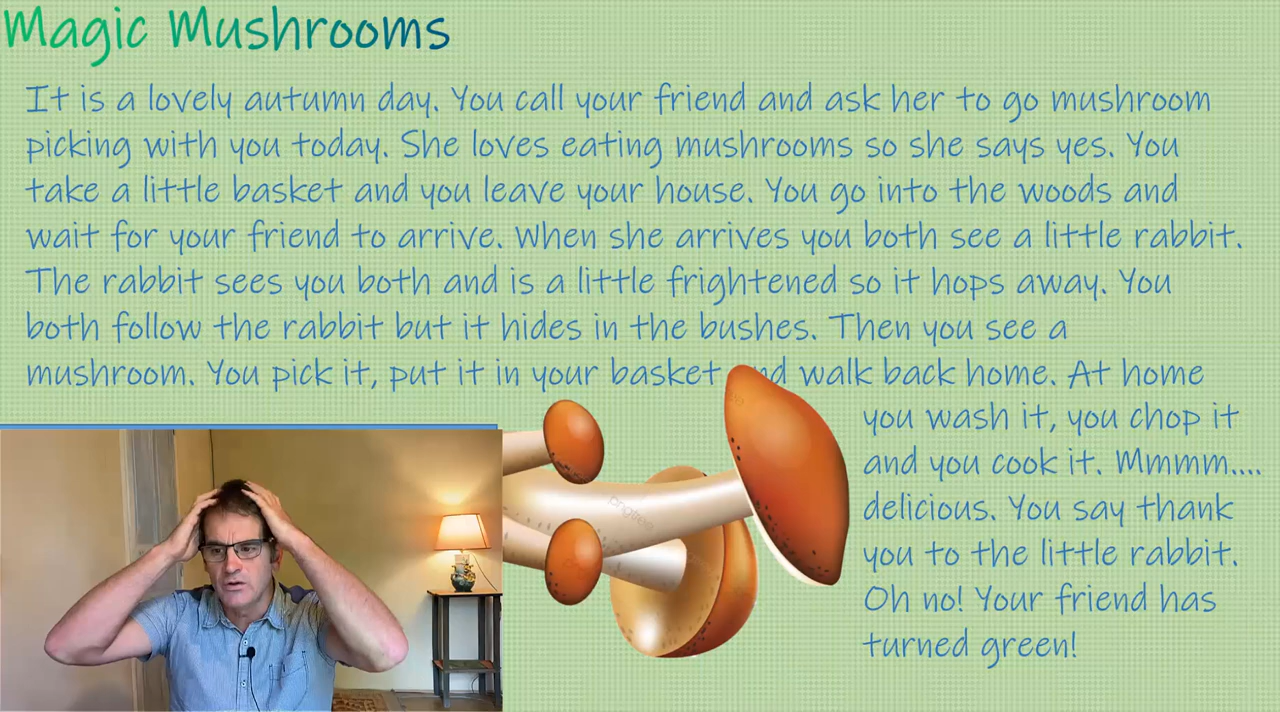 Magic Mushrooms
It is a lovely autumn day. You call your friend and ask her to go mushroom
picking with you today. She loves eating mushrooms so she says yes. You
take a little basket and you leave your house. You go into the woods and
wait for your friend to arrive. When she arrives you both see a little rabbit.
The rabbit sees you both and is a little frightened so it hops away. You
both follow the rabbit but it hides in the bushes. Then you see a
mushroom. You pick it, put it in your basket and walk back home. At home
you wash it, you chop it
and you cook it. Mmmm....
delicious. You say thank
you to the little rabbit.
Oh no! Your friend has
turned green!
pngtree